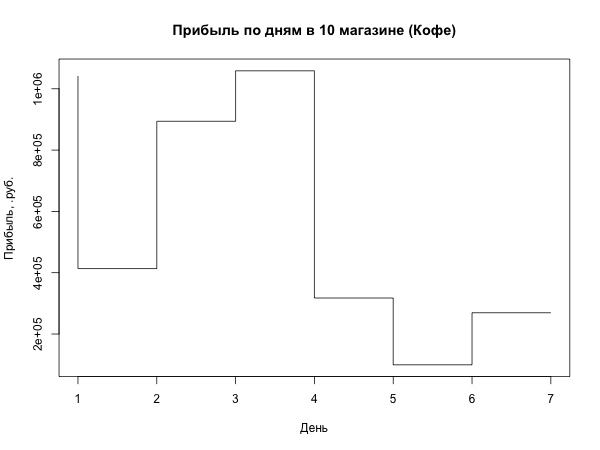 Прибыль по дням в 10 магазине (Кофе)
Прибыль, .руб.
1e+06
8e+05
6e+05
4e+05
2e+05
1 2 3 4 5 6 7
День